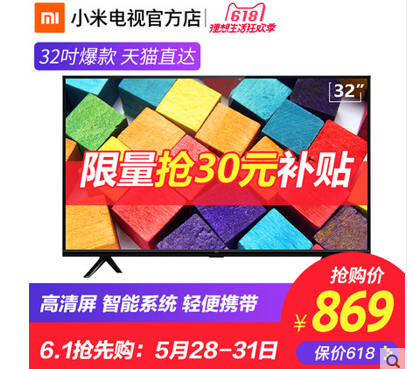 mi 小米电视官方店
618
理想生活狂欢季
32吋爆款 天猫直达
32”
限量抢30元补贴
抢购价
高清屏 智能系统 轻便携带
¥869
6.1抢先购：5月28-31日
保价618 >